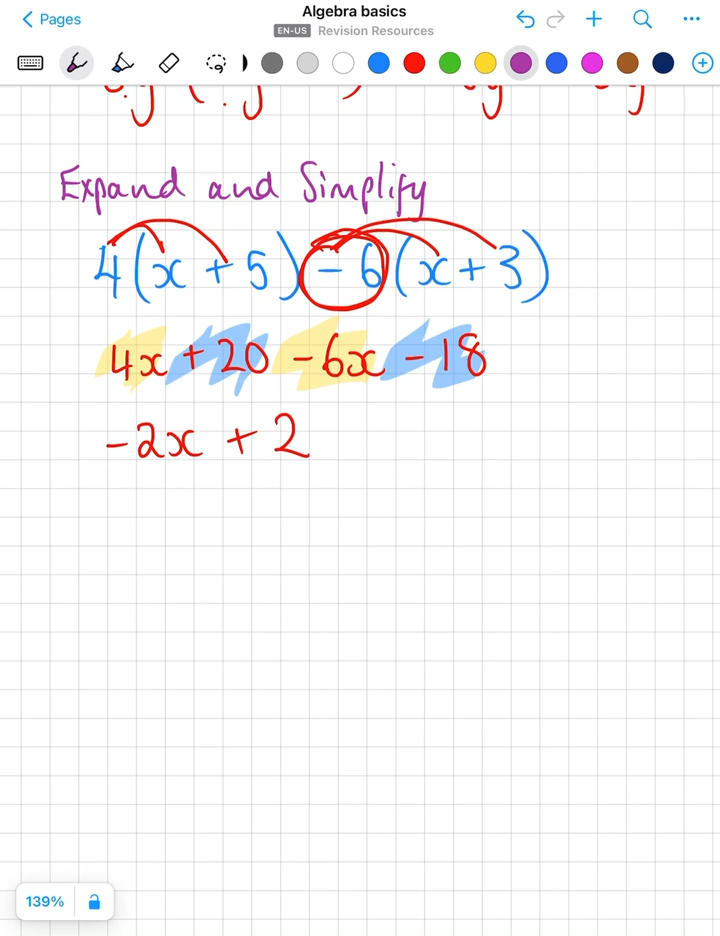 Pages
Algebra basics
EN-US Revision Resources
Expand and Simplify
4(x + 5) - 6(x + 3)
4x + 20 - 6x - 18
-2x + 2
139%